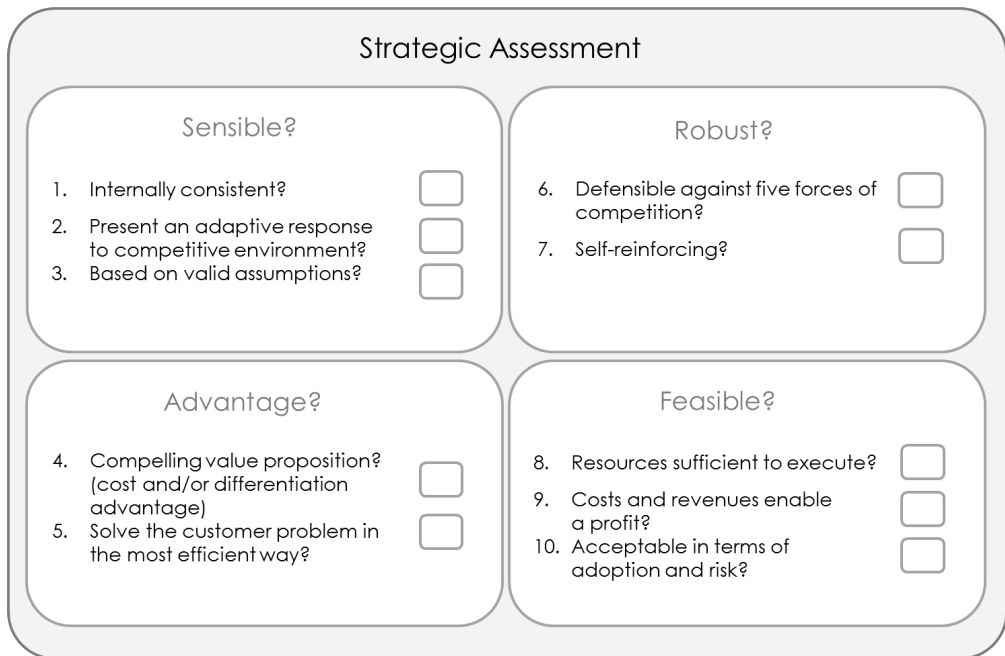 Strategic Assessment
Sensible?
1. Internally consistent?
2. Present an adaptive response
to competitive environment?
3. Based on valid assumptions?
Robust?
6. Defensible against five forces of
competition?
7. Self-reinforcing?
Advantage?
4. Compelling value proposition?
(cost and/or differentiation
advantage)
5. Solve the customer problem in
the most efficient way?
Feasible?
8. Resources sufficient to execute?
9. Costs and revenues enable
a profit?
10. Acceptable in terms of
adoption and risk?